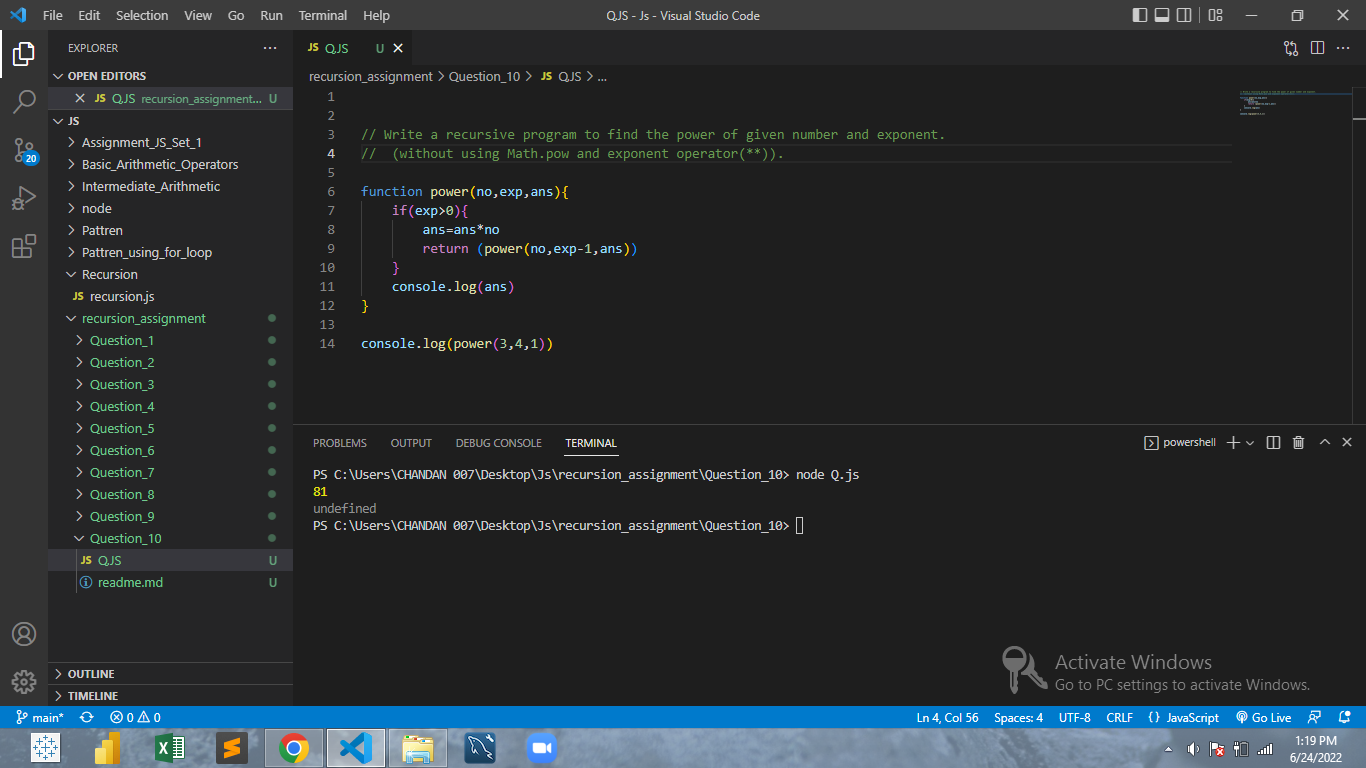 File Edit Selection View Go Run Terminal Help QJS - Js - Visual Studio Code
EXPLORER
JS QJS U
OPEN EDITORS
recursion_assignment > Question_10 > JS QJS > ...
JS QJS recursion_assignment... U
JS
Assignment_JS_Set_1
Basic_Arithmetic_Operators
Intermediate_Arithmetic
node
Pattren
Pattren_using_for_loop
Recursion
JS recursion.js
recursion_assignment
Question_1
Question_2
Question_3
Question_4
Question_5
Question_6
Question_7
Question_8
Question_9
Question_10
JS QJS U
readme.md U
OUTLINE
TIMELINE
20
1
2
3 // Write a recursive program to find the power of given number and exponent.
4 //  (without using Math.pow and exponent operator(**)).
5
6 function power(no,exp,ans){
7     if(exp>0){
8         ans=ans*no
9         return (power(no,exp-1,ans))
10     }
11     console.log(ans)
12 }
13
14 console.log(power(3,4,1))
PROBLEMS OUTPUT DEBUG CONSOLE TERMINAL powershell
PS C:\Users\CHANDAN 007\Desktop\Js\recursion_assignment\Question_10> node Q.js
81
undefined
PS C:\Users\CHANDAN 007\Desktop\Js\recursion_assignment\Question_10>
Activate Windows
Go to PC settings to activate Windows.
main* 0 0 Ln 4, Col 56 Spaces: 4 UTF-8 CRLF {} JavaScript Go Live
1:19 PM
6/24/2022